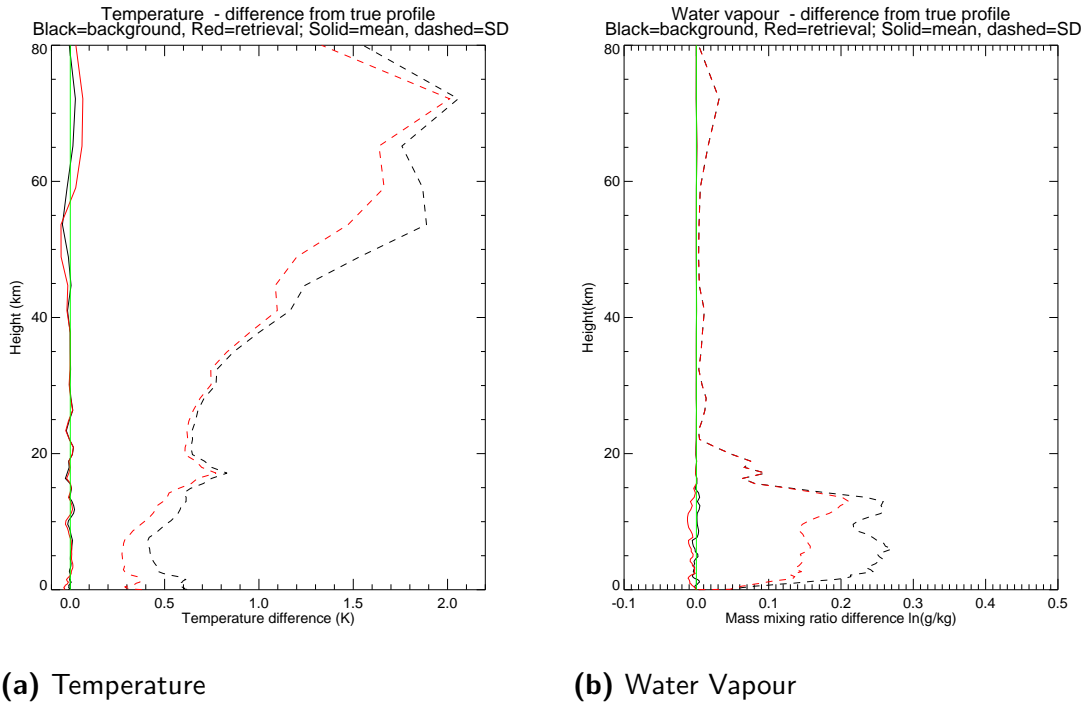 Temperature - difference from true profile
Black=background, Red=retrieval; Solid=mean, dashed=SD
80
60
40
20
0
Height (km)
0.0 0.5 1.0 1.5 2.0
Temperature difference (K)
(a) Temperature
Water vapour - difference from true profile
Black=background, Red=retrieval; Solid=mean, dashed=SD
80
60
40
20
0
Height(km)
-0.1 0.0 0.1 0.2 0.3 0.4 0.5
Mass mixing ratio difference ln(g/kg)
(b) Water Vapour